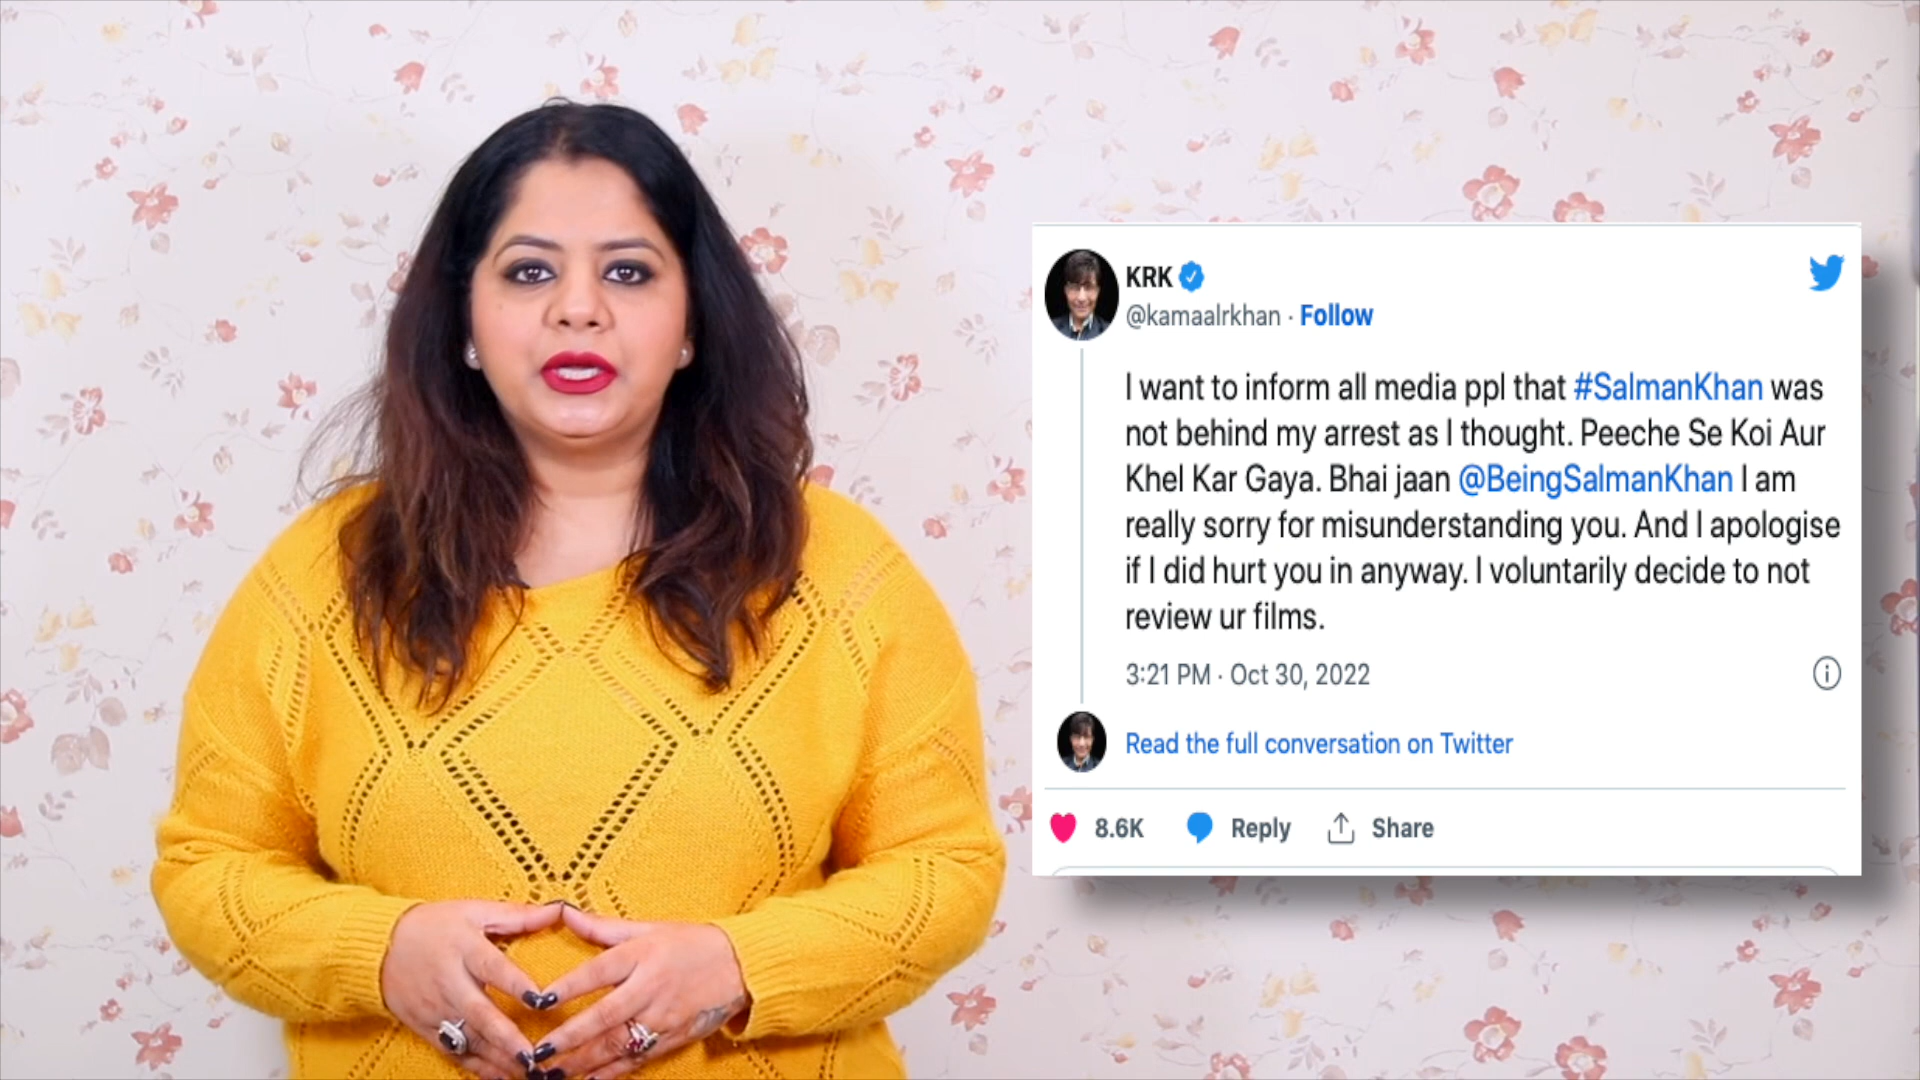 KRK
@kamaalrkhan · Follow
I want to inform all media ppl that #SalmanKhan was
not behind my arrest as I thought. Peeche Se Koi Aur
Khel Kar Gaya. Bhai jaan @BeingSalmanKhan I am
really sorry for misunderstanding you. And I apologise
if I did hurt you in anyway. I voluntarily decide to not
review ur films.
3:21 PM · Oct 30, 2022
Read the full conversation on Twitter
8.6K Reply Share